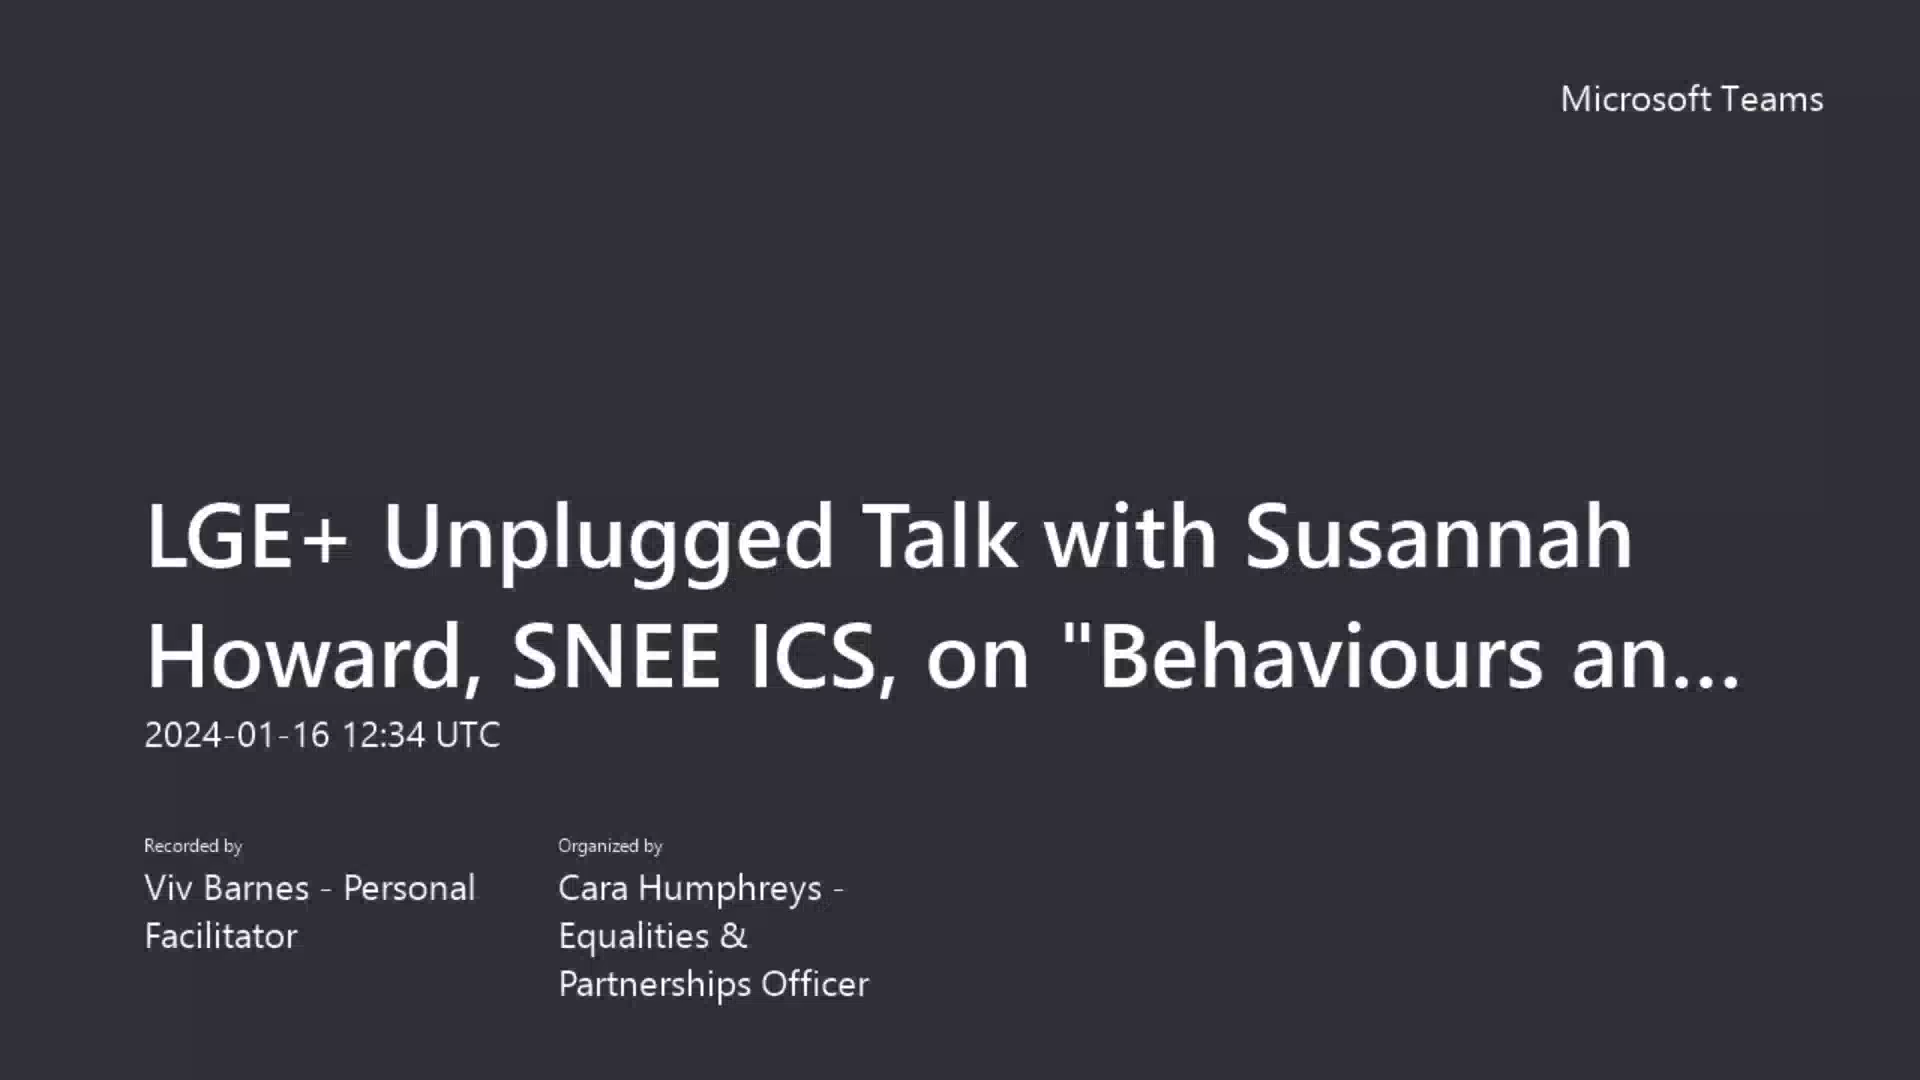 Microsoft Teams
LGE+ Unplugged Talk with Susannah
Howard, SNEE ICS, on "Behaviours an...
2024-01-16 12:34 UTC
Recorded by
Viv Barnes - Personal
Facilitator
Organized by
Cara Humphreys -
Equalities &
Partnerships Officer